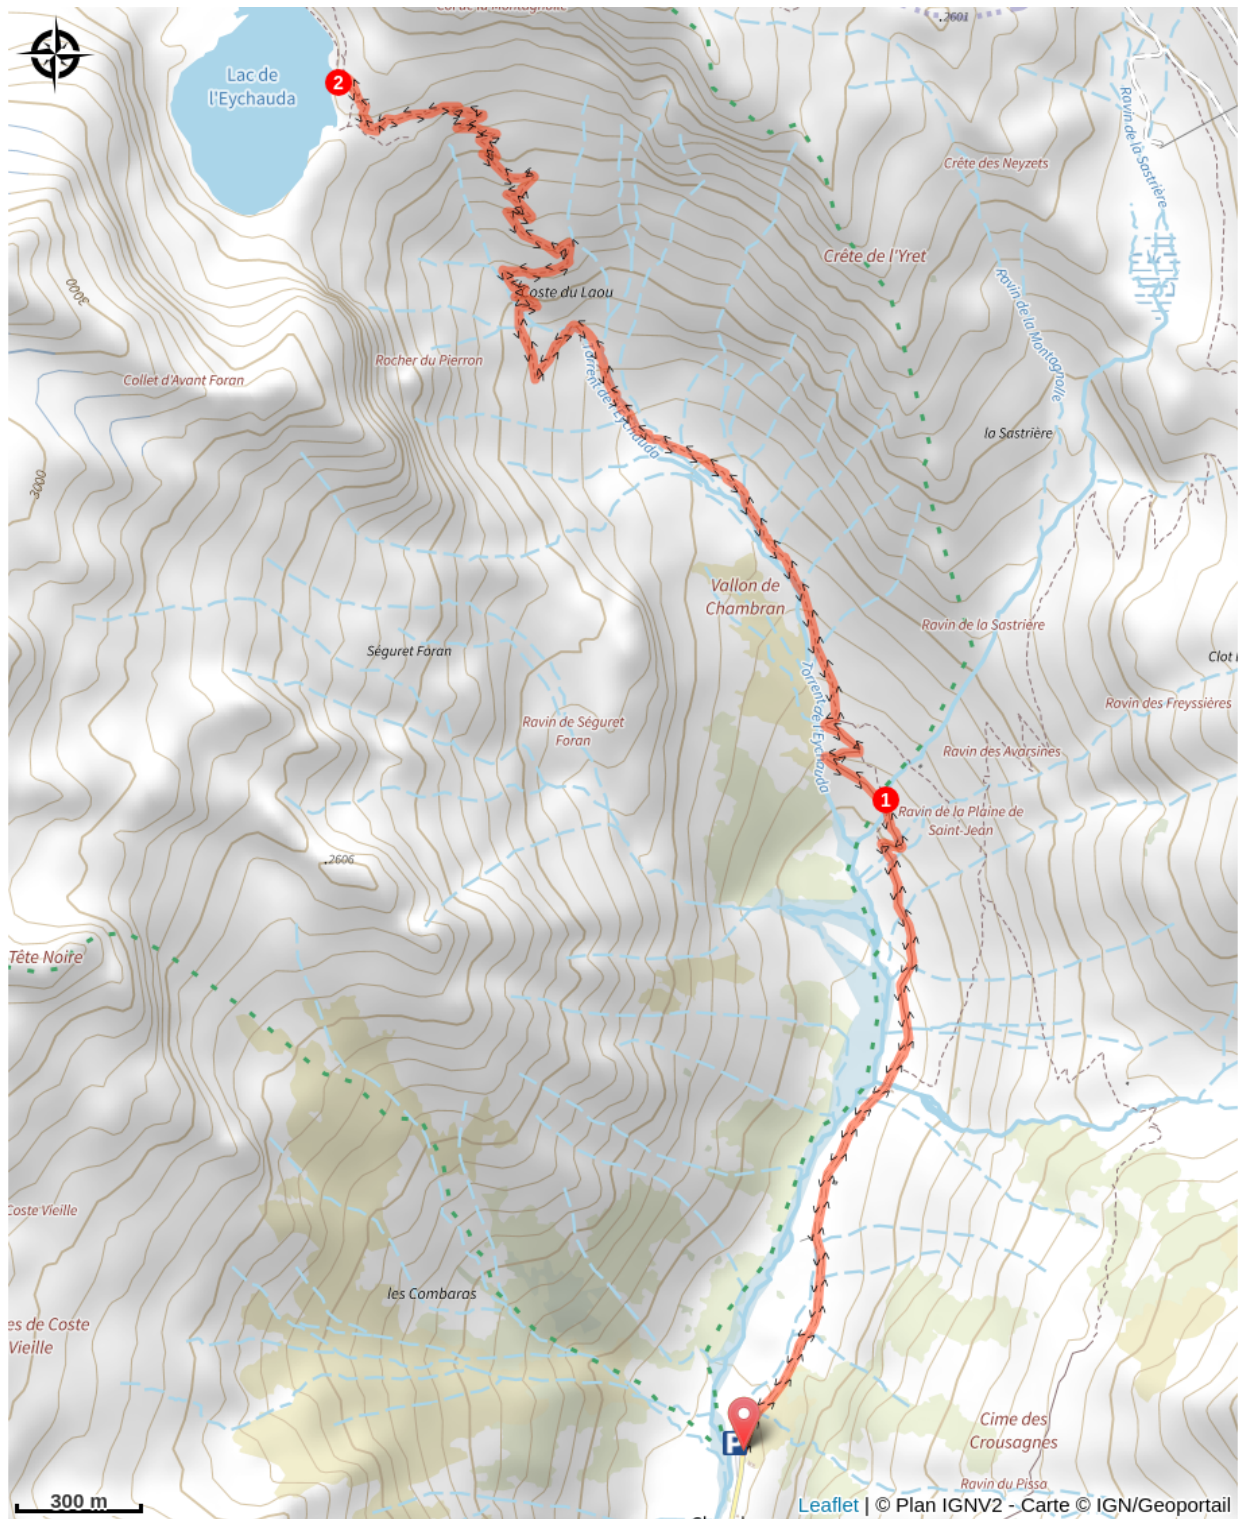 .2601
Lac de
l'Eychauda
2
Ravin de la Sastrière
Crête des Neyzets
Crête de l'Yret
3000
Coste du Laou
Ravin de la Montagnolle
Rocher du Pierron
Collet d'Avant Foran
Torrent de l'Eychauda
la Sastrière
3000
Vallon de
Chambran
Ravin de la Sastrière
Séguret Foran
Clot
Torrent de l'Eychauda
Ravin des Freyssières
Ravin de Séguret
Foran
Ravin des Avarsines
1
Ravin de la Plaine de
Saint-Jean
.2606
Tête Noire
Coste Vieille
les Combaras
es de Coste
Vieille
P
Cime des
Crousagnes
Ravin du Pissa
300 m
Leaflet | © Plan IGNV2 - Carte © IGN/Geoportail